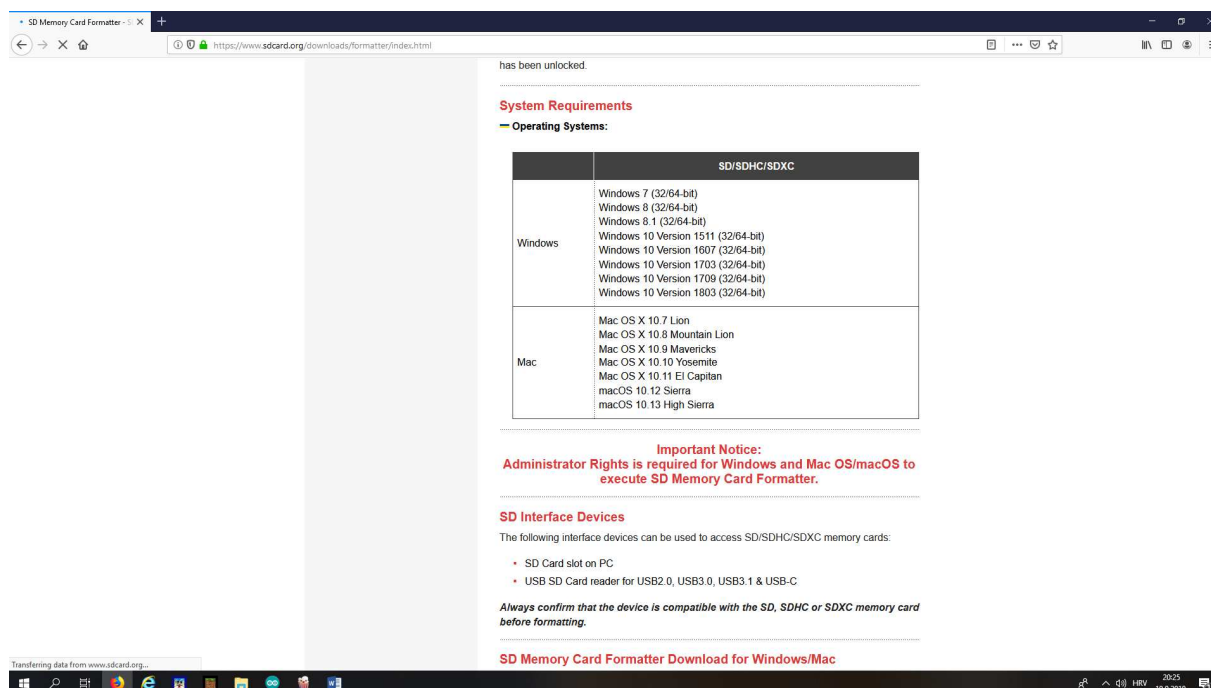 SD Memory Card Formatter - S
https://www.sdcard.org/downloads/formatter/index.html
has been unlocked.
System Requirements
Operating Systems:
SD/SDHC/SDXC
Windows
Windows 7 (32/64-bit)
Windows 8 (32/64-bit)
Windows 8.1 (32/64-bit)
Windows 10 Version 1511 (32/64-bit)
Windows 10 Version 1607 (32/64-bit)
Windows 10 Version 1703 (32/64-bit)
Windows 10 Version 1709 (32/64-bit)
Windows 10 Version 1803 (32/64-bit)
Mac
Mac OS X 10.7 Lion
Mac OS X 10.8 Mountain Lion
Mac OS X 10.9 Mavericks
Mac OS X 10.10 Yosemite
Mac OS X 10.11 El Capitan
macOS 10.12 Sierra
macOS 10.13 High Sierra
Important Notice:
Administrator Rights is required for Windows and Mac OS/macOS to
execute SD Memory Card Formatter.
SD Interface Devices
The following interface devices can be used to access SD/SDHC/SDXC memory cards:
• SD Card slot on PC
• USB SD Card reader for USB2.0, USB3.0, USB3.1 & USB-C
Always confirm that the device is compatible with the SD, SDHC or SDXC memory card
before formatting.
SD Memory Card Formatter Download for Windows/Mac
Transferring data from www.sdcard.org...
HRV
20:25